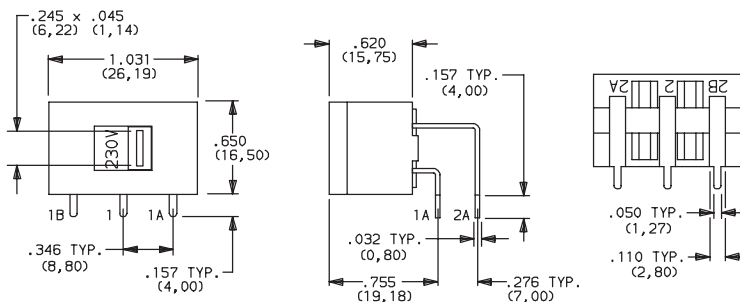 .245 x .045
(6,22) (1,14)
1.031
(26,19)
230V
.650
(16,50)
1B 1 1A
.346 TYP.
(8,80)
.157 TYP.
(4,00)
.620
(15,75)
.157 TYP.
(4,00)
1A 2A
.032 TYP.
(0,80)
.755
(19,18)
.276 TYP.
(7,00)
2A 2 2B
.050 TYP.
(1,27)
.110 TYP.
(2,80)